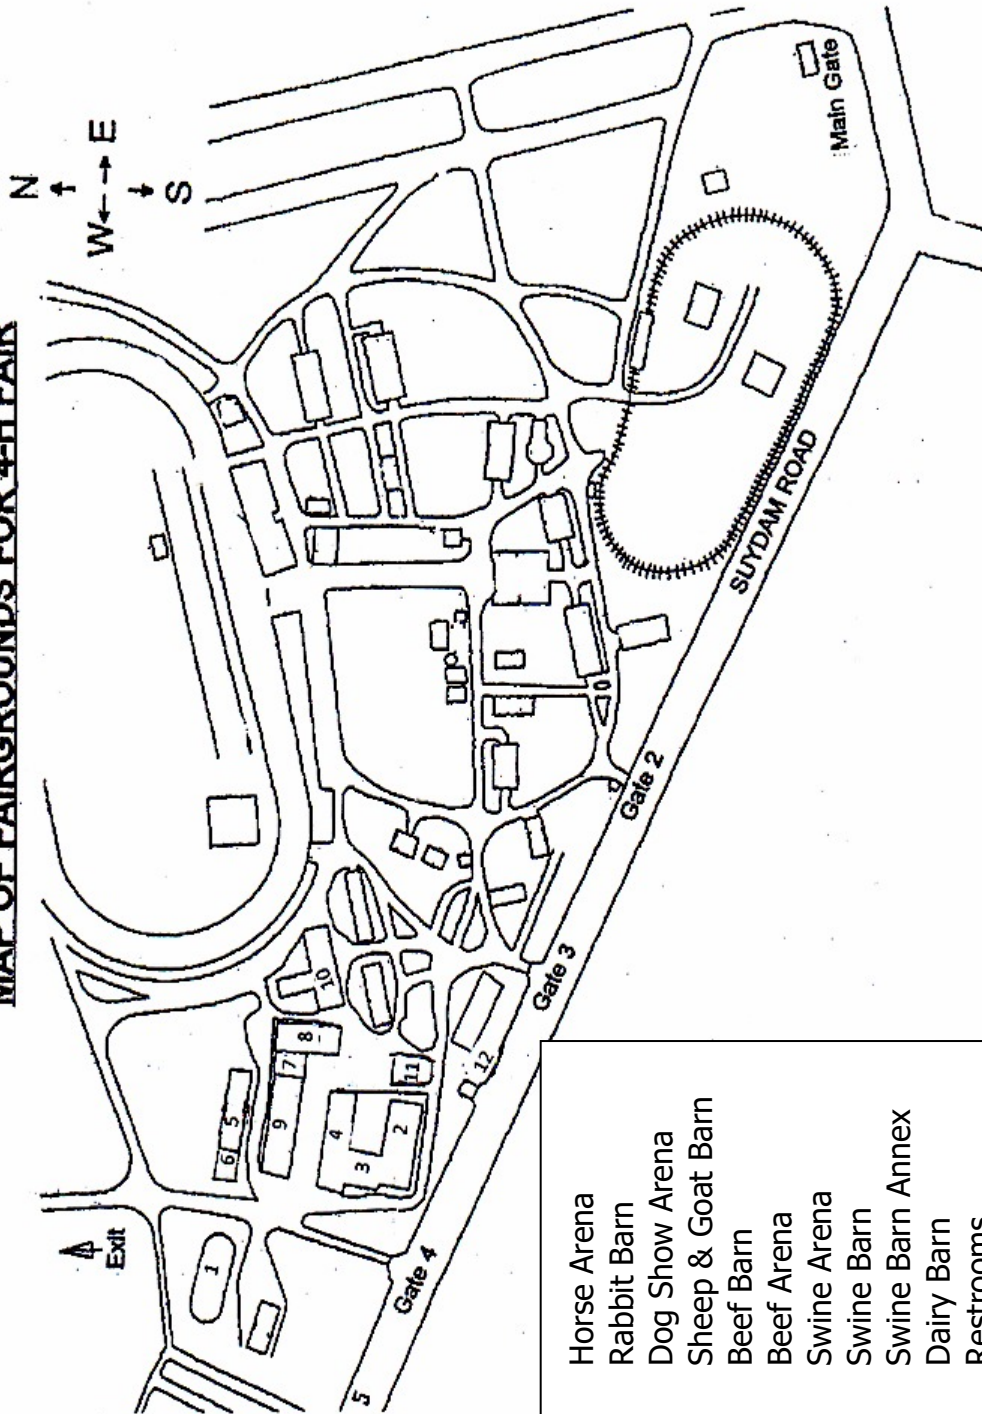 MAP OF FAIRGROUNDS FOR 4-H FAIR
N
W E
S
Main Gate
SUYDAM ROAD
Gate 2
Gate 3
Gate 4
5
Exit
1
6 5
9 7 8
10
4
3
2
11
12
Horse Arena
Rabbit Barn
Dog Show Arena
Sheep & Goat Barn
Beef Barn
Beef Arena
Swine Arena
Swine Barn
Swine Barn Annex
Dairy Barn
Restrooms